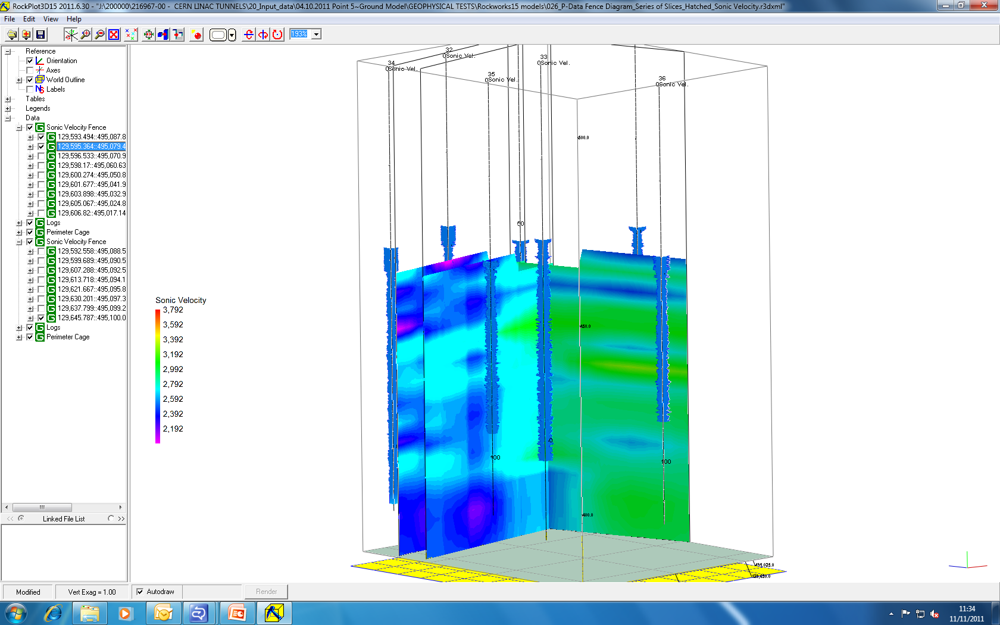 RockPlot3D15 2011.6.30 - "J:\200000\216967-00 - CERN LINAC TUNNELS\20_Input_data\04.10.2011 Point 5~Ground Model\GEOPHYSICAL TESTS\Rockworks15 models\026_P-Data Fence Diagram_Series of Slices_Hatched_Sonic Velocity.r3dxml"
File Edit View Help
193%
Reference
Orientation
Axes
World Outline
Labels
Tables
Legends
Data
Sonic Velocity Fence
129,593.494::495,087.8
129,595.364::495,079.4
129,596.533::495,070.9
129,598.17::495,060.63
129,600.274::495,050.8
129,601.677::495,041.9
129,603.898::495,032.9
129,605.067::495,024.8
129,606.82::495,017.14
Logs
Perimeter Cage
Sonic Velocity Fence
129,592.558::495,088.5
129,599.689::495,090.5
129,607.288::495,092.5
129,613.718::495,094.1
129,621.667::495,095.8
129,630.201::495,097.3
129,637.799::495,099.2
129,645.787::495,100.0
Logs
Perimeter Cage
<< Linked File List >>
32
0Sonic Vel.
34
0Sonic Vel.
33
0Sonic Vel.
35
0Sonic Vel.
36
0Sonic Vel.
500.0
50
450.0
100
100
400.0
495,025.0
129,650.0
Sonic Velocity
3,792
3,592
3,392
3,192
2,992
2,792
2,592
2,392
2,192
Modified
Vert Exag = 1.00
Autodraw
Render
11:34
11/11/2011